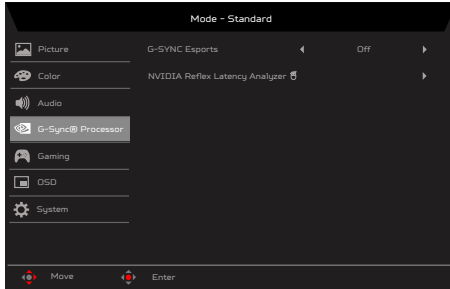 Mode - Standard
Picture
G-SYNC Esports Off
Color
NVIDIA Reflex Latency Analyzer
Audio
G-Sync® Processor
Gaming
OSD
System
Move Enter